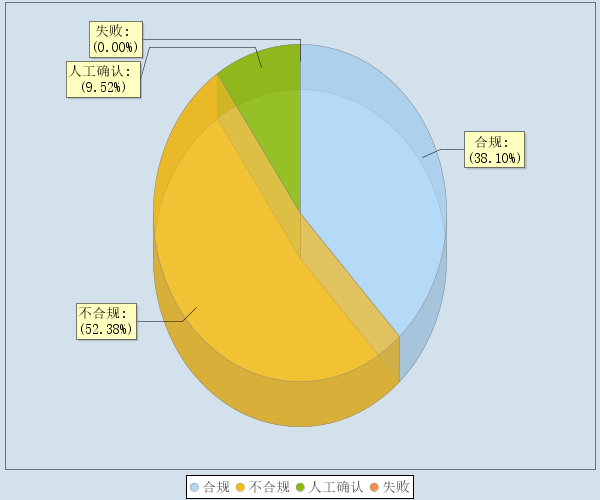 失败:
(0.00%)
人工确认:
(9.52%)
合规:
(38.10%)
不合规:
(52.38%)
合规 不合规 人工确认 失败